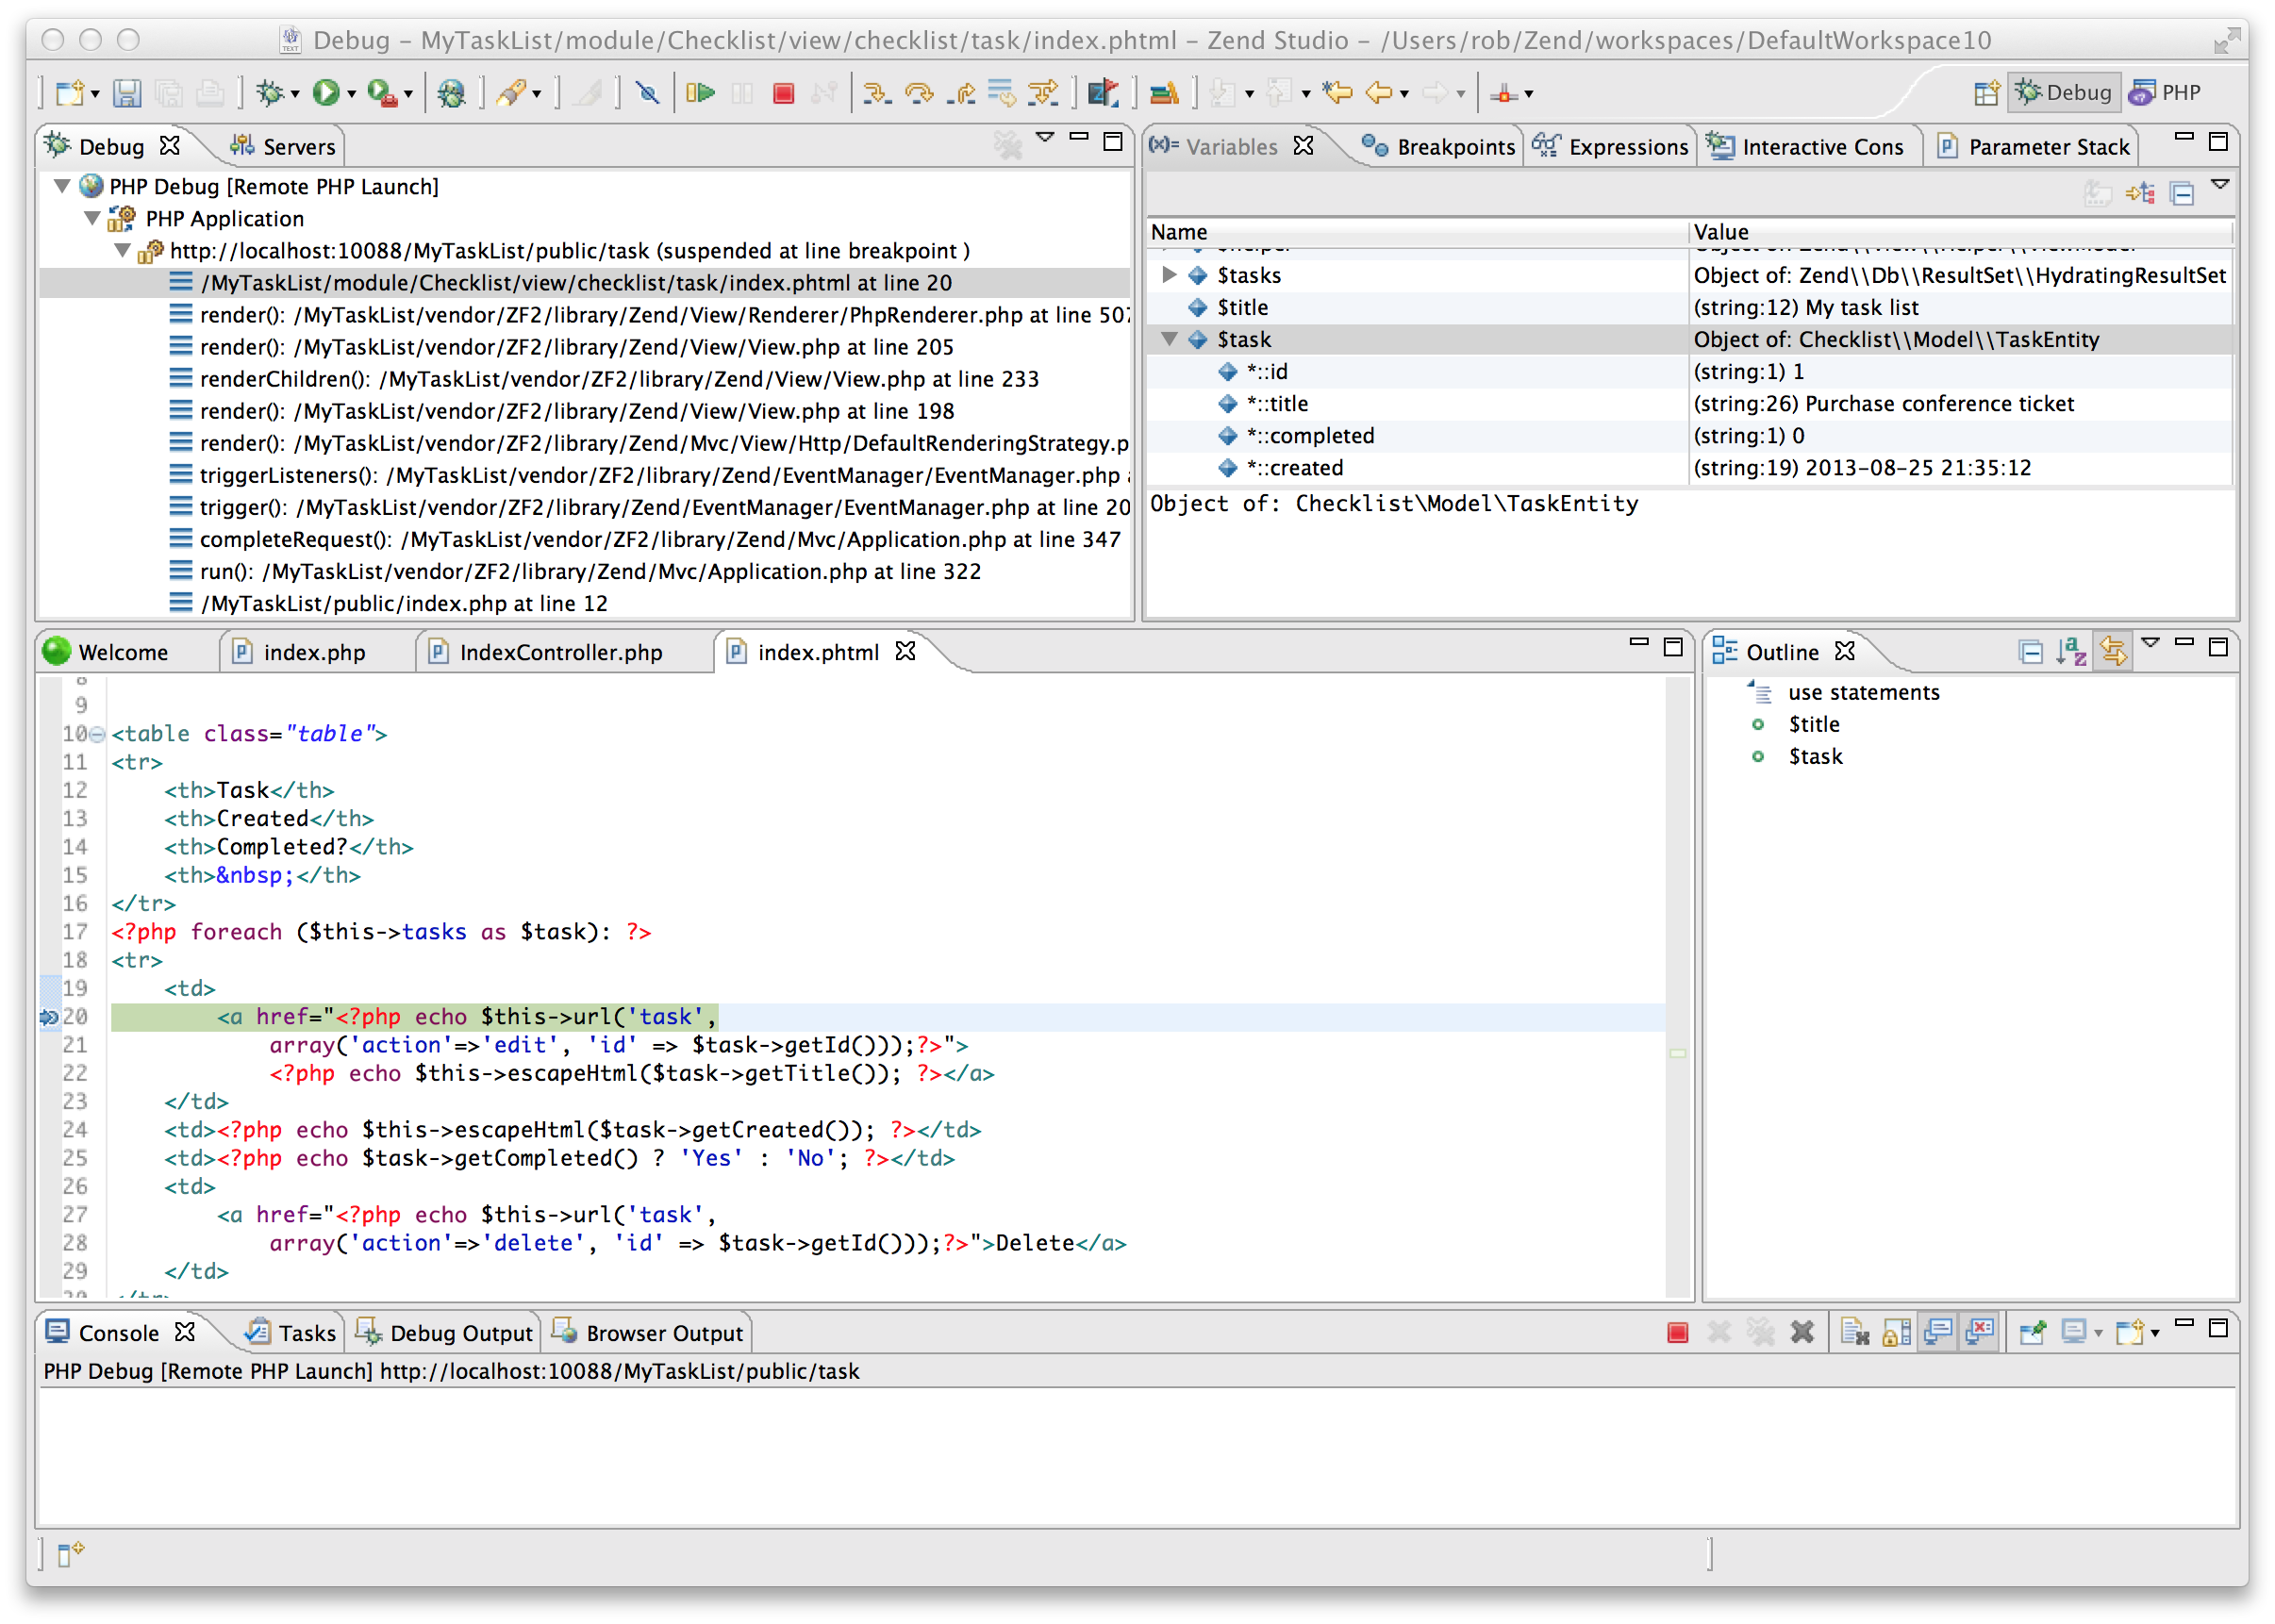 Debug – MyTaskList/module/Checklist/view/checklist/task/index.phtml – Zend Studio – /Users/rob/Zend/workspaces/DefaultWorkspace10
Debug
PHP
Debug
Servers
PHP Debug [Remote PHP Launch]
PHP Application
http://localhost:10088/MyTaskList/public/task (suspended at line breakpoint )
/MyTaskList/module/Checklist/view/checklist/task/index.phtml at line 20
render(): /MyTaskList/vendor/ZF2/library/Zend/View/Renderer/PhpRenderer.php at line 507
render(): /MyTaskList/vendor/ZF2/library/Zend/View/View.php at line 205
renderChildren(): /MyTaskList/vendor/ZF2/library/Zend/View/View.php at line 233
render(): /MyTaskList/vendor/ZF2/library/Zend/View/View.php at line 198
render(): /MyTaskList/vendor/ZF2/library/Zend/Mvc/View/Http/DefaultRenderingStrategy.p
triggerListeners(): /MyTaskList/vendor/ZF2/library/Zend/EventManager/EventManager.php
trigger(): /MyTaskList/vendor/ZF2/library/Zend/EventManager/EventManager.php at line 20
completeRequest(): /MyTaskList/vendor/ZF2/library/Zend/Mvc/Application.php at line 347
run(): /MyTaskList/vendor/ZF2/library/Zend/Mvc/Application.php at line 322
/MyTaskList/public/index.php at line 12
(x)= Variables
Breakpoints
Expressions
Interactive Cons
Parameter Stack
Name Value
$helper Object of: Zend\\View\\Helper\\ViewModel
$tasks Object of: Zend\\Db\\ResultSet\\HydratingResultSet
$title (string:12) My task list
$task Object of: Checklist\\Model\\TaskEntity
*::id (string:1) 1
*::title (string:26) Purchase conference ticket
*::completed (string:1) 0
*::created (string:19) 2013-08-25 21:35:12
Object of: Checklist\Model\TaskEntity
Welcome
index.php
IndexController.php
index.phtml
8
9
10 <table class="table">
11 <tr>
12 <th>Task</th>
13 <th>Created</th>
14 <th>Completed?</th>
15 <th>&nbsp;</th>
16 </tr>
17 <?php foreach ($this->tasks as $task): ?>
18 <tr>
19 <td>
20 <a href="<?php echo $this->url('task',
21 array('action'=>'edit', 'id' => $task->getId()));?>">
22 <?php echo $this->escapeHtml($task->getTitle()); ?></a>
23 </td>
24 <td><?php echo $this->escapeHtml($task->getCreated()); ?></td>
25 <td><?php echo $task->getCompleted() ? 'Yes' : 'No'; ?></td>
26 <td>
27 <a href="<?php echo $this->url('task',
28 array('action'=>'delete', 'id' => $task->getId()));?>">Delete</a>
29 </td>
30 </tr>
Outline
use statements
$title
$task
Console
Tasks
Debug Output
Browser Output
PHP Debug [Remote PHP Launch] http://localhost:10088/MyTaskList/public/task